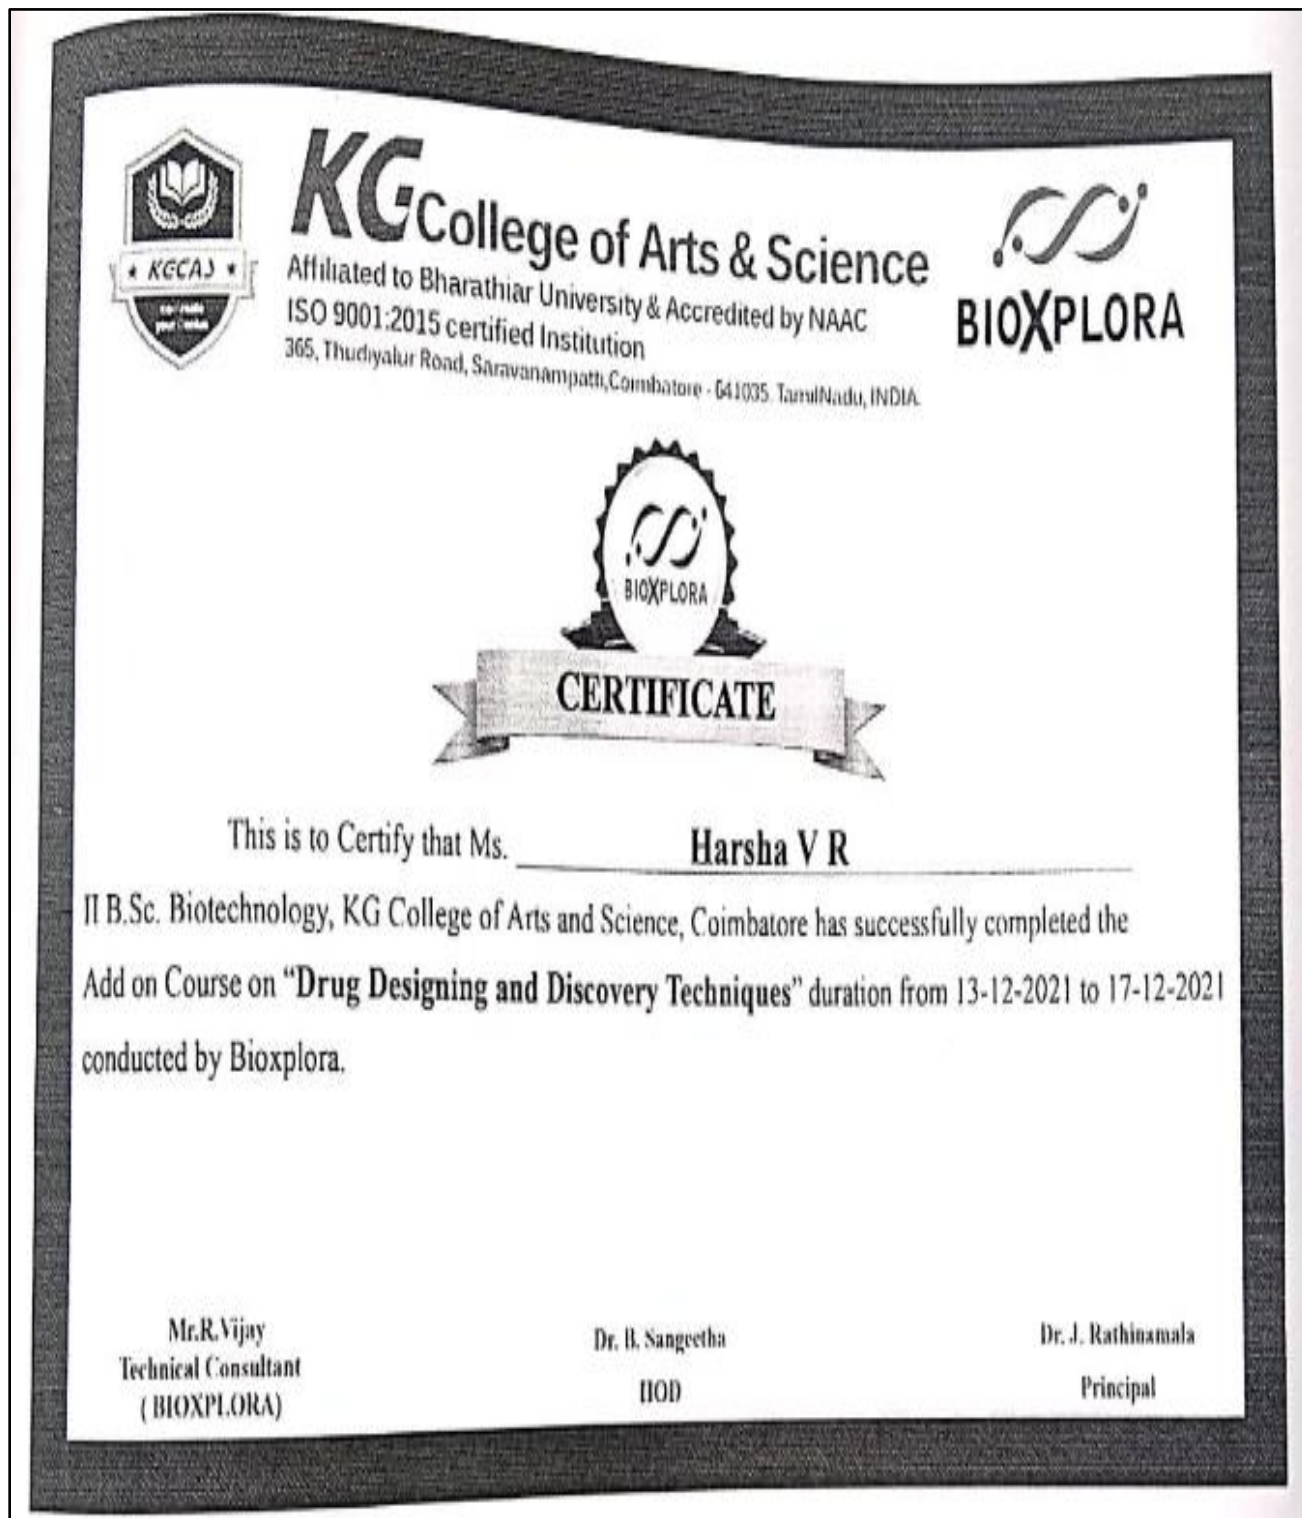 KGCAS
KG College of Arts & Science
Affiliated to Bharathiar University & Accredited by NAAC
ISO 9001:2015 certified Institution
365, Thudiyalur Road, Saravanampatti, Coimbatore - 641035. TamilNadu, INDIA.
BIOXPLORA
BIOXPLORA
CERTIFICATE
This is to Certify that Ms. Harsha V R
II B.Sc. Biotechnology, KG College of Arts and Science, Coimbatore has successfully completed the
Add on Course on “Drug Designing and Discovery Techniques” duration from 13-12-2021 to 17-12-2021
conducted by Bioxplora.
Mr.R.Vijay
Technical Consultant
( BIOXPLORA)
Dr. B. Sangeetha
HOD
Dr. J. Rathinamala
Principal